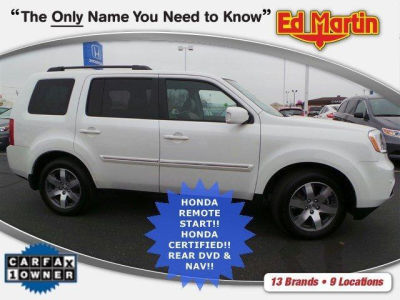 “The Only Name You Need to Know”
Ed Martin
HONDA
REMOTE
START!!
HONDA
CERTIFIED!!
REAR DVD &
NAV!!
CARFAX
1 OWNER
13 Brands • 9 Locations